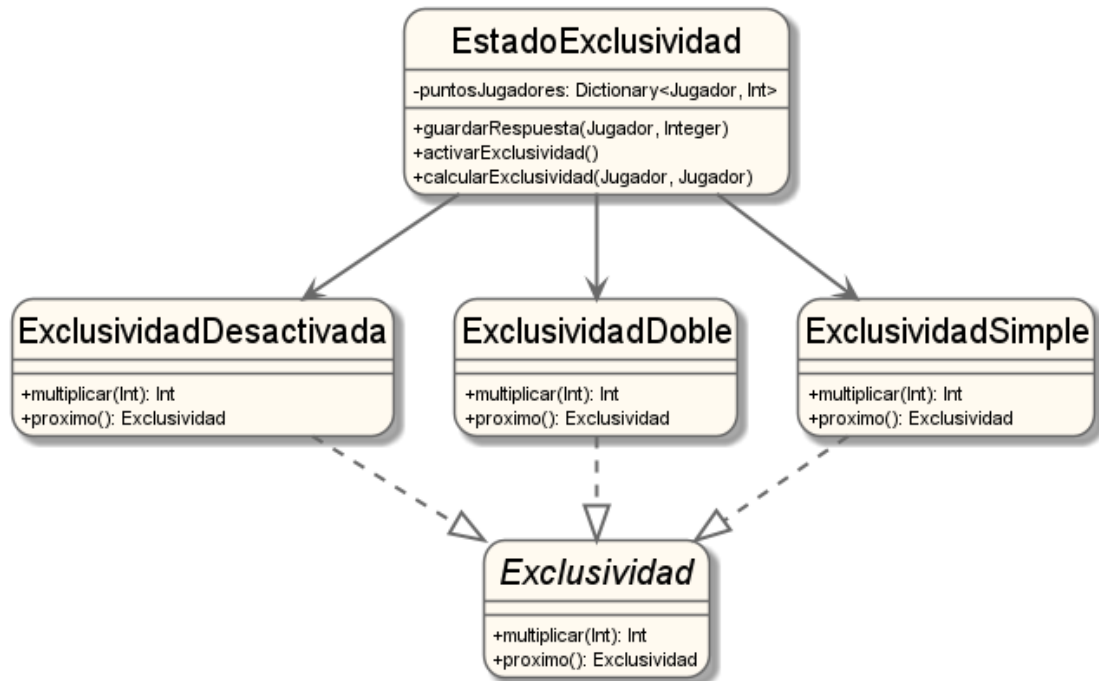 EstadoExclusividad
-puntosJugadores: Dictionary<Jugador, Int>
+guardarRespuesta(Jugador, Integer)
+activarExclusividad()
+calcularExclusividad(Jugador, Jugador)
ExclusividadDesactivada
+multiplicar(Int): Int
+proximo(): Exclusividad
ExclusividadDoble
+multiplicar(Int): Int
+proximo(): Exclusividad
ExclusividadSimple
+multiplicar(Int): Int
+proximo(): Exclusividad
Exclusividad
+multiplicar(Int): Int
+proximo(): Exclusividad